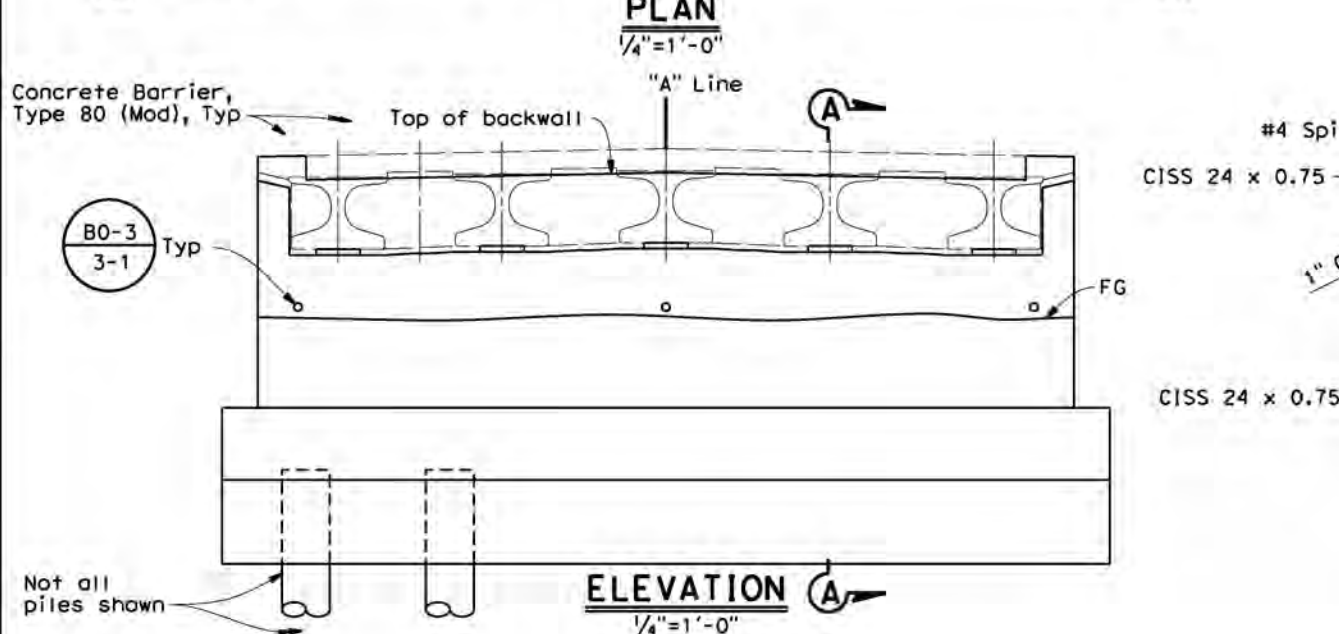 PLAN
1/4"=1'-0"
"A" Line
Concrete Barrier,
Type 80 (Mod), Typ
Top of backwall
A
#4 Spi
CISS 24 x 0.75
B0-3
3-1
Typ
1"
FG
CISS 24 x 0.75
Not all
piles shown
ELEVATION
1/4"=1'-0"
A